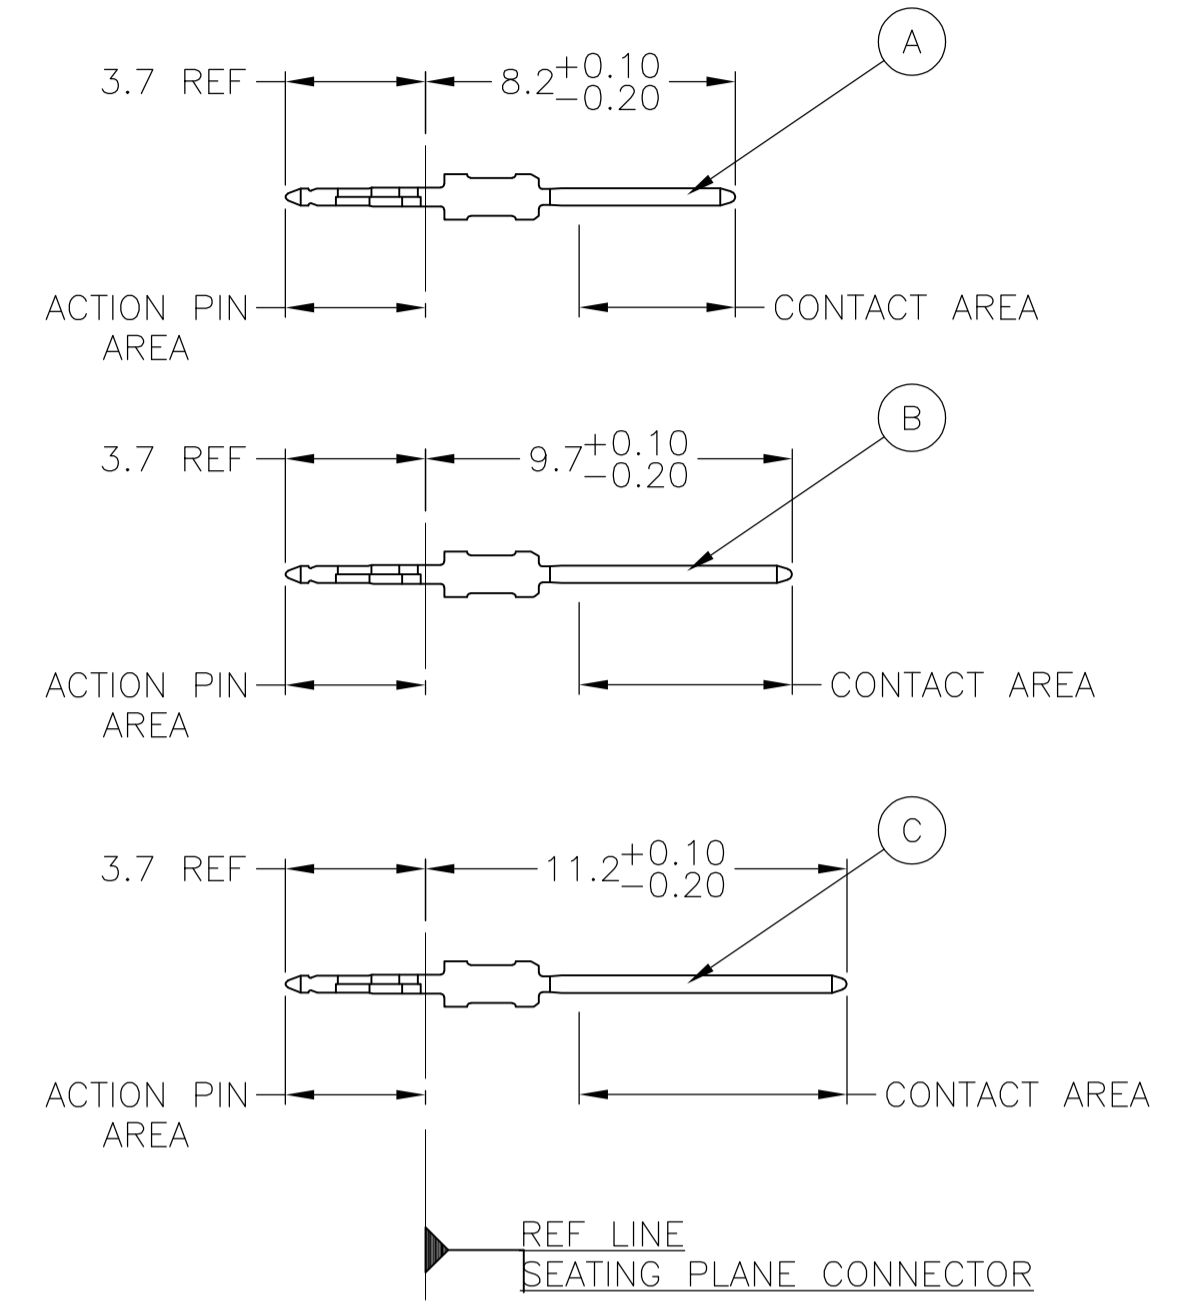 A
3.7 REF 8.2 +0.10
−0.20
ACTION PIN
AREA
CONTACT AREA
B
3.7 REF 9.7 +0.10
−0.20
ACTION PIN
AREA
CONTACT AREA
C
3.7 REF 11.2 +0.10
−0.20
ACTION PIN
AREA
CONTACT AREA
REF LINE
SEATING PLANE CONNECTOR